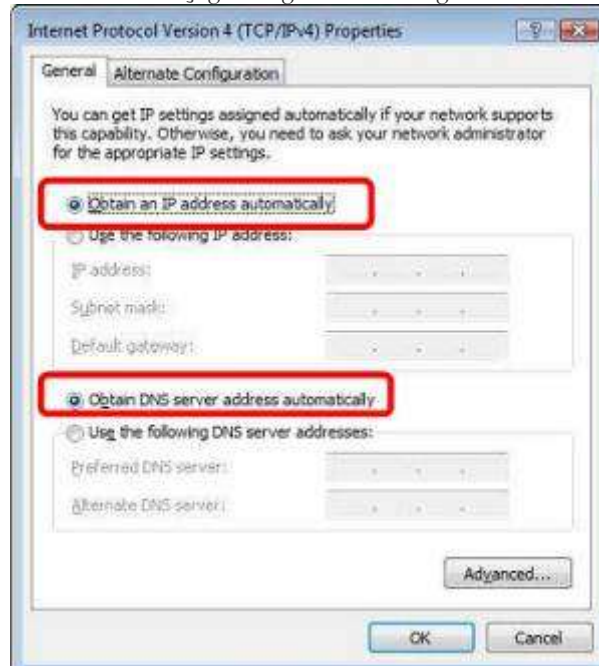 Internet Protocol Version 4 (TCP/IPv4) Properties
General
Alternate Configuration
You can get IP settings assigned automatically if your network supports
this capability. Otherwise, you need to ask your network administrator
for the appropriate IP settings.
Obtain an IP address automatically
Use the following IP address:
IP address:
Subnet mask:
Default gateway:
Obtain DNS server address automatically
Use the following DNS server addresses:
Preferred DNS server:
Alternate DNS server:
Advanced...
OK
Cancel